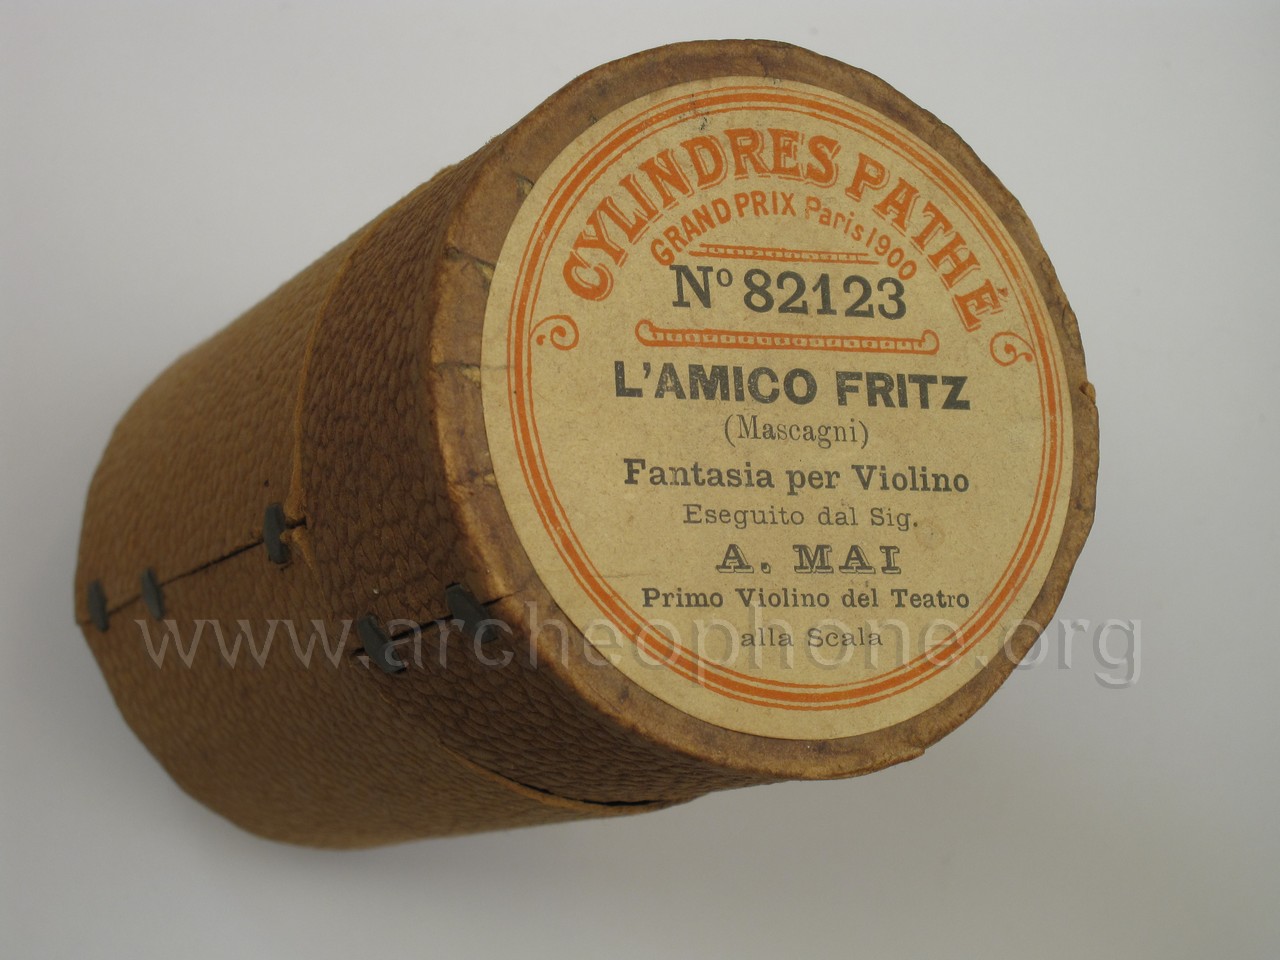 CYLINDRES PATHÉ
GRAND PRIX Paris 1900
Nº 82123
L'AMICO FRITZ
(Mascagni)
Fantasia per Violino
Eseguito dal Sig.
A. MAI
Primo Violino del Teatro
alla Scala
www.archeophone.org